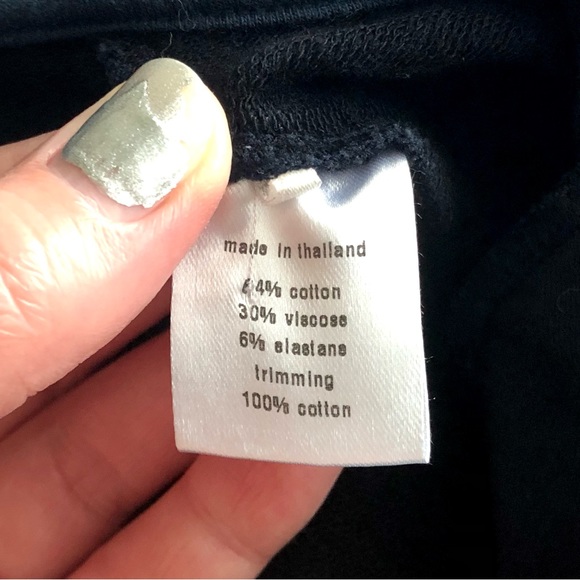 made in thailand
64% cotton
30% viscose
6% elastane
trimming
100% cotton